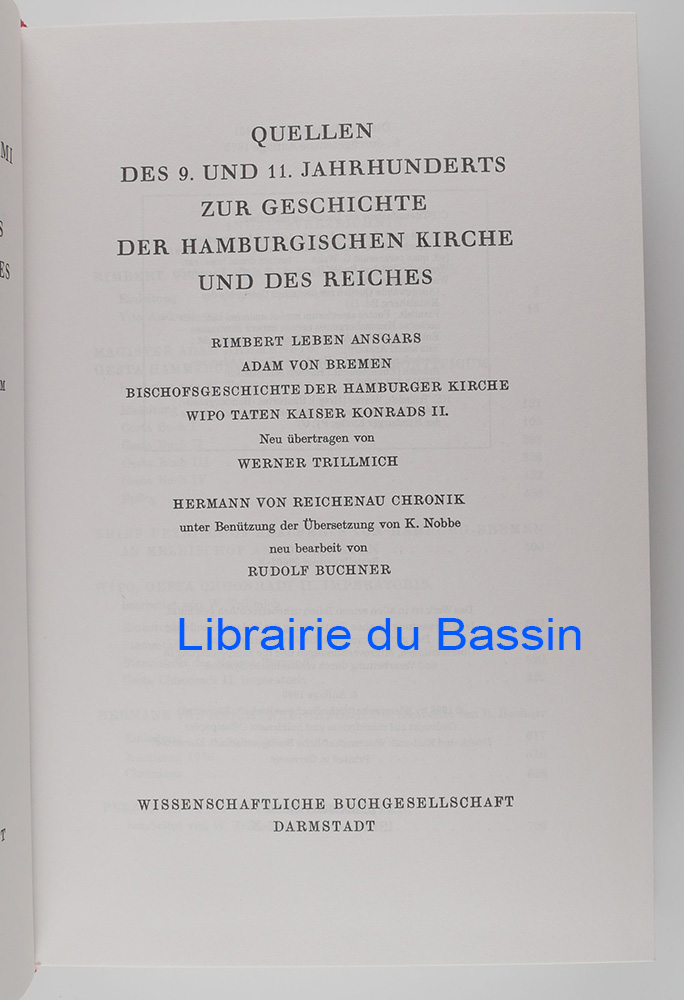 QUELLEN
DES 9. UND 11. JAHRHUNDERTS
ZUR GESCHICHTE
DER HAMBURGISCHEN KIRCHE
UND DES REICHES
RIMBERT LEBEN ANSGARS
ADAM VON BREMEN
BISCHOFSGESCHICHTE DER HAMBURGER KIRCHE
WIPO TATEN KAISER KONRADS II.
Neu übertragen von
WERNER TRILLMICH
HERMANN VON REICHENAU CHRONIK
unter Benützung der Übersetzung von K. Nobbe
neu bearbeit von
RUDOLF BUCHNER
Librairie du Bassin
WISSENSCHAFTLICHE BUCHGESELLSCHAFT
DARMSTADT